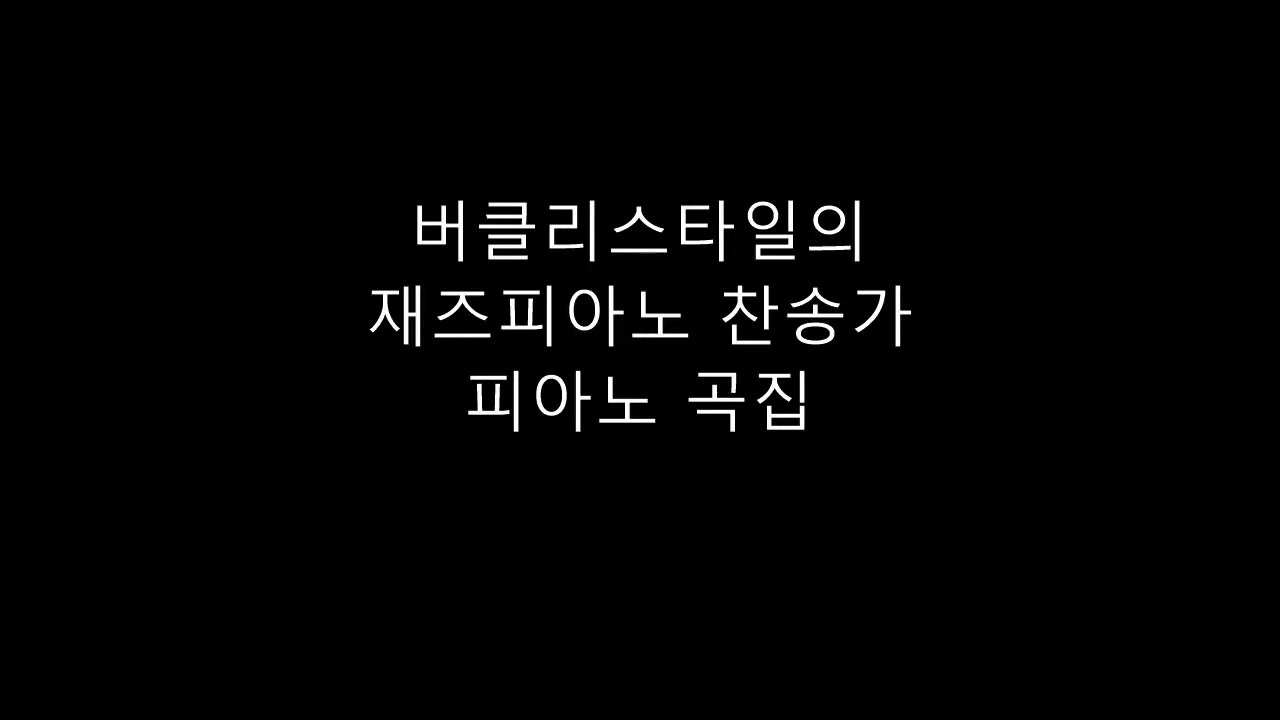 버클리스타일의
재즈피아노 찬송가
피아노 곡집